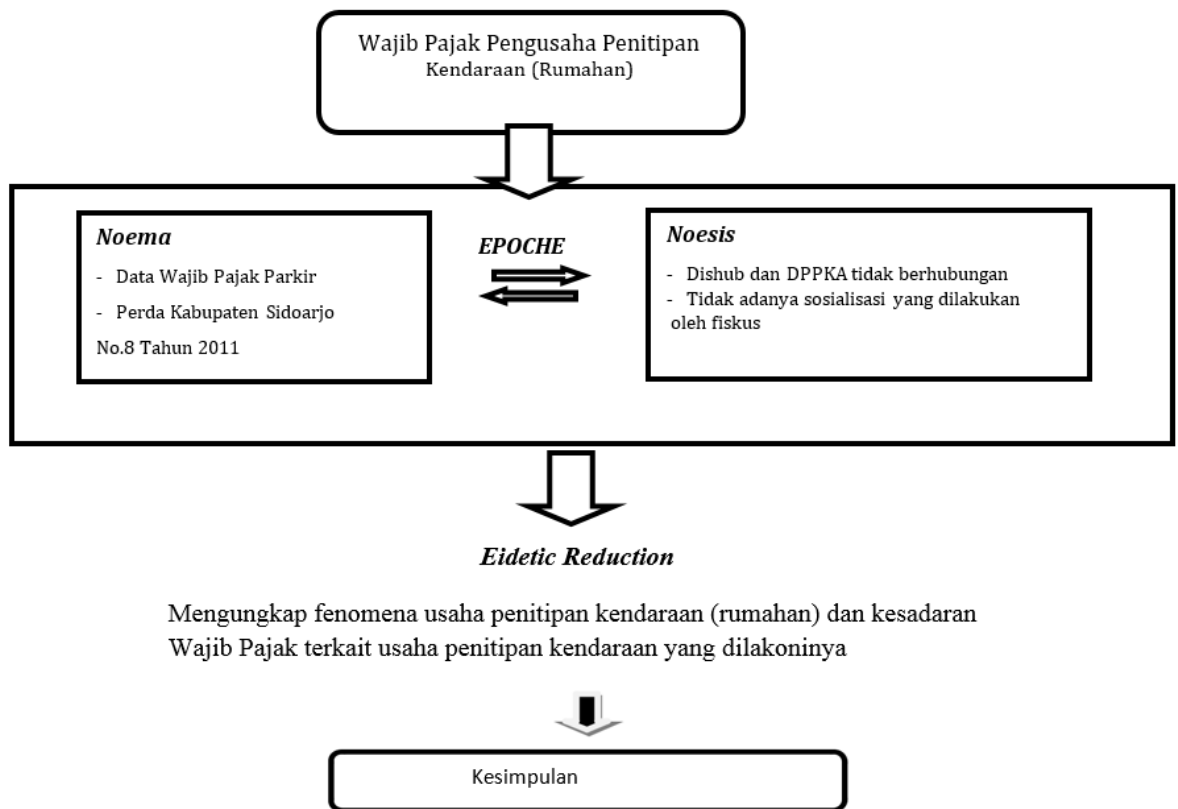 Wajib Pajak Pengusaha Penitipan
Kendaraan (Rumahan)
Noema
- Data Wajib Pajak Parkir
- Perda Kabupaten Sidoarjo
No.8 Tahun 2011
EPOCHE
Noesis
- Dishub dan DPPKA tidak berhubungan
- Tidak adanya sosialisasi yang dilakukan
oleh fiskus
Eidetic Reduction
Mengungkap fenomena usaha penitipan kendaraan (rumahan) dan kesadaran
Wajib Pajak terkait usaha penitipan kendaraan yang dilakoninya
Kesimpulan